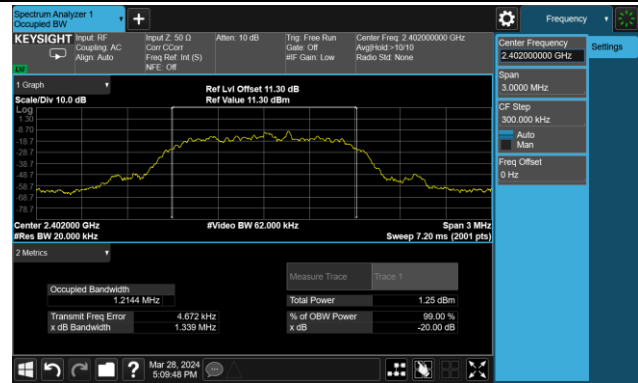 Spectrum Analyzer 1
Occupied BW
+
Frequency
KEYSIGHT
Input: RF
Coupling: AC
Align: Auto
Input Z: 50 Ω
Corr CCorr
Freq Ref: Int (S)
NFE: Off
Atten: 10 dB
Trig: Free Run
Gate: Off
#IF Gain: Low
Center Freq: 2.402000000 GHz
Avg|Hold:>10/10
Radio Std: None
Center Frequency
2.402000000 GHz
Settings
Span
3.0000 MHz
CF Step
300.000 kHz
Auto
Man
Freq Offset
0 Hz
1 Graph
Scale/Div 10.0 dB
Ref Lvl Offset 11.30 dB
Ref Value 11.30 dBm
Log
1.30
-8.70
-18.7
-28.7
-38.7
-48.7
-58.7
-68.7
-78.7
Center 2.402000 GHz
#Video BW 62.000 kHz
Span 3 MHz
#Res BW 20.000 kHz
Sweep 7.20 ms (2001 pts)
2 Metrics
Measure Trace
Trace 1
Occupied Bandwidth
1.2144 MHz
Total Power
1.25 dBm
Transmit Freq Error
4.672 kHz
% of OBW Power
99.00 %
x dB Bandwidth
1.339 MHz
x dB
-20.00 dB
?
Mar 28, 2024
5:09:48 PM